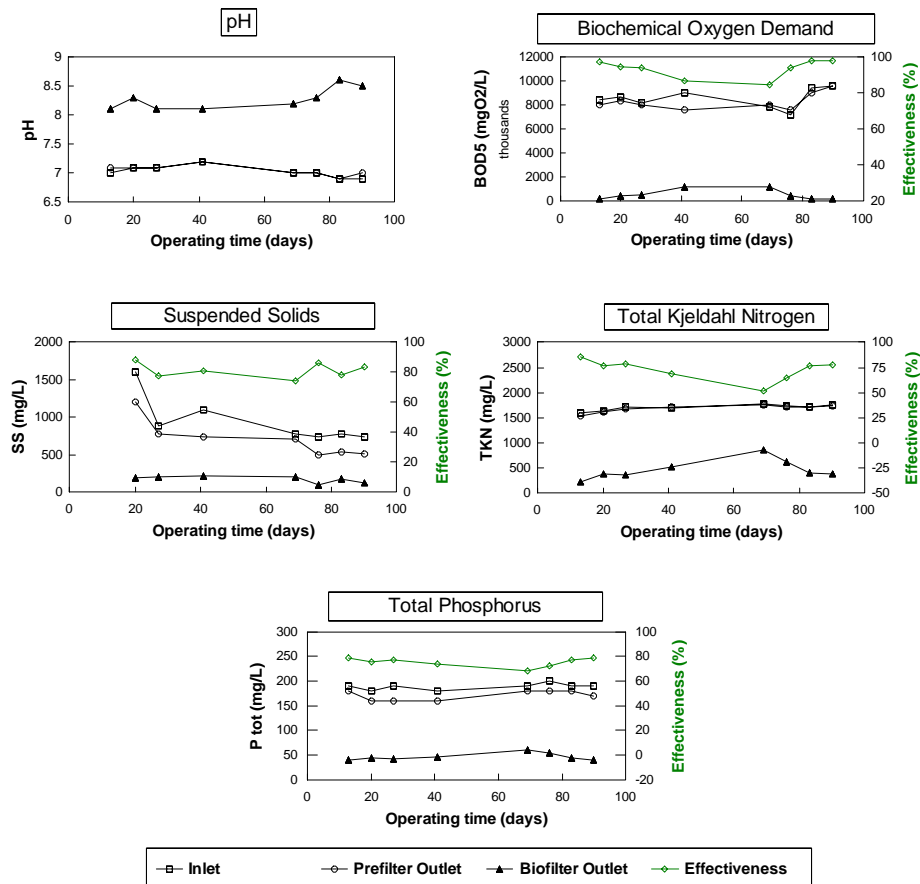 pH
9
8.5
8
7.5
7
6.5
pH
0 20 40 60 80 100
Operating time (days)
Biochemical Oxygen Demand
12000
10000
8000
6000
4000
2000
0
BOD5 (mgO2/L)
thousands
100
80
60
40
20
Effectiveness (%)
0 20 40 60 80 100
Operating time (days)
Suspended Solids
2000
1500
1000
500
0
SS (mg/L)
100
80
60
40
20
0
Effectiveness (%)
0 20 40 60 80 100
Operating time (days)
Total Kjeldahl Nitrogen
3000
2500
2000
1500
1000
500
0
TKN (mg/L)
100
75
50
25
0
-25
-50
Effectiveness (%)
0 20 40 60 80 100
Operating time (days)
Total Phosphorus
300
250
200
150
100
50
0
P tot (mg/L)
100
80
60
40
20
0
-20
Effectiveness (%)
0 20 40 60 80 100
Operating time (days)
Inlet Prefilter Outlet Biofilter Outlet Effectiveness